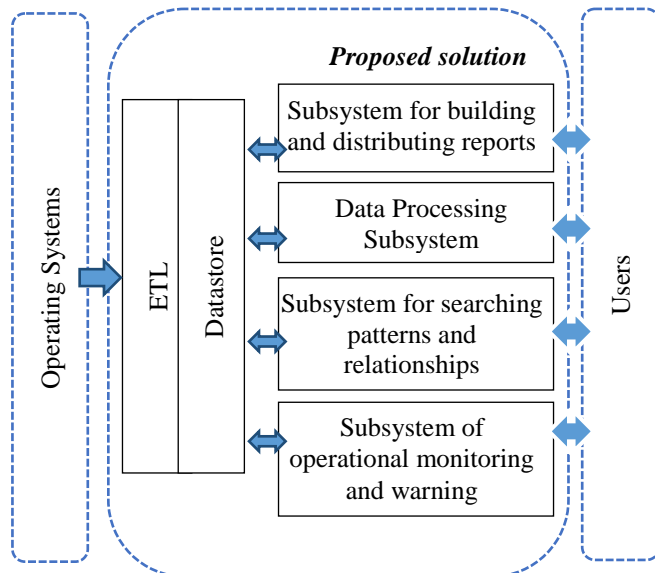 Proposed solution
Operating Systems
ETL
Datastore
Subsystem for building
and distributing reports
Data Processing
Subsystem
Subsystem for searching
patterns and
relationships
Subsystem of
operational monitoring
and warning
Users